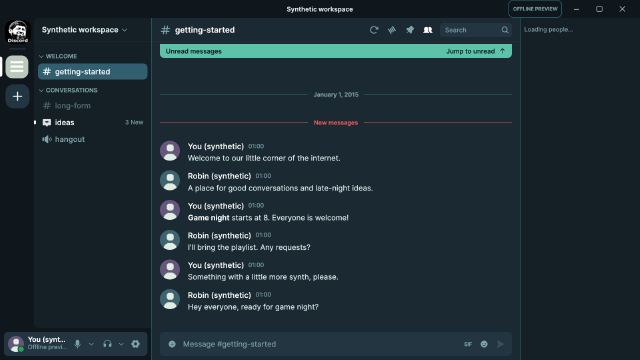 Synthetic workspace
OFFLINE PREVIEW
Discord
Synthetic workspace
getting-started
Search
Loading people...
WELCOME
getting-started
CONVERSATIONS
long-form
ideas
3 New
hangout
Unread messages
Jump to unread
January 1, 2015
New messages
You (synthetic) 01:00
Welcome to our little corner of the internet.
Robin (synthetic) 01:00
A place for good conversations and late-night ideas.
You (synthetic) 01:00
Game night starts at 8. Everyone is welcome!
Robin (synthetic) 01:00
I'll bring the playlist. Any requests?
You (synthetic) 01:00
Something with a little more synth, please.
Robin (synthetic) 01:00
Hey everyone, ready for game night?
You (synt...
Offline previ...
Message #getting-started
GIF